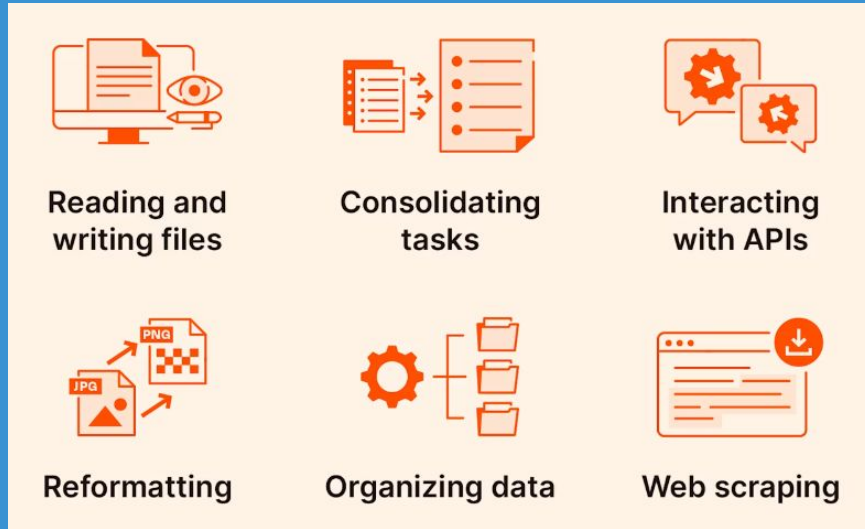 Reading and
writing files
Consolidating
tasks
Interacting
with APIs
PNG
JPG
Reformatting
Organizing data
Web scraping